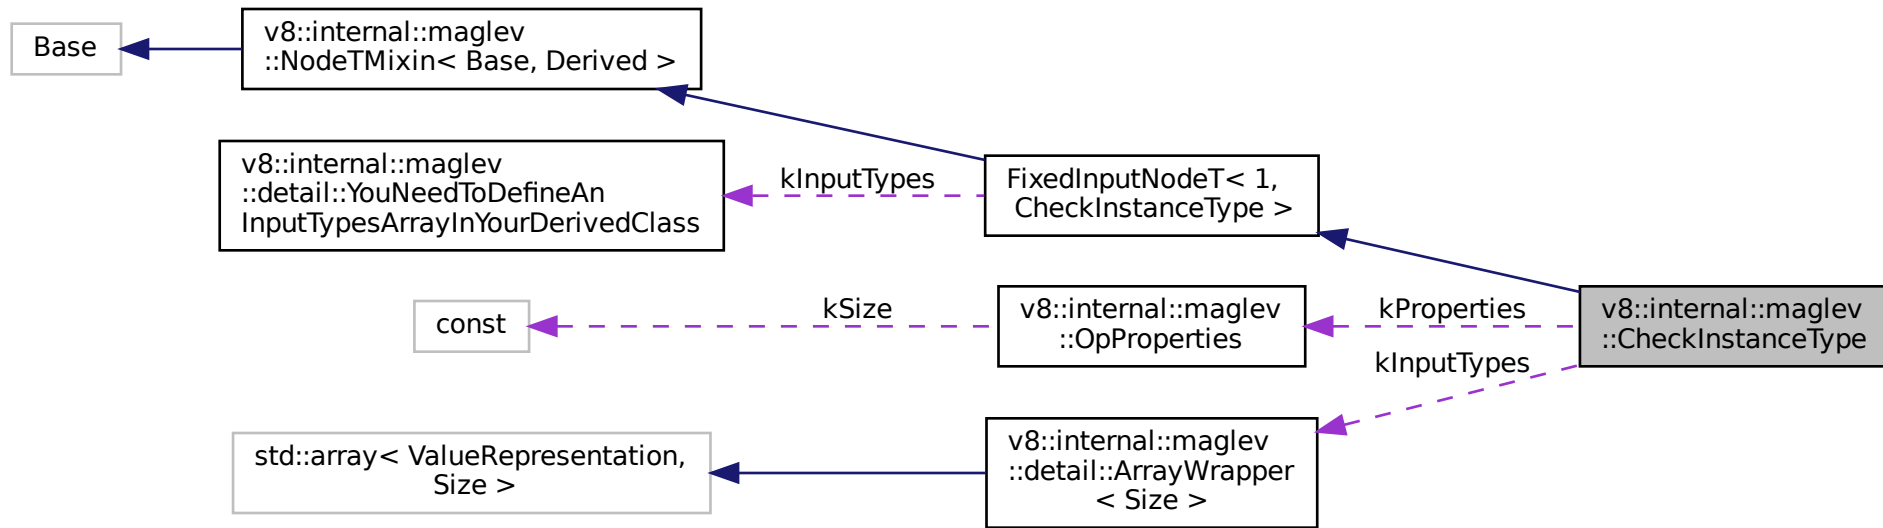 Base
v8::internal::maglev
::NodeTMixin< Base, Derived >
v8::internal::maglev
::detail::YouNeedToDefineAn
InputTypesArrayInYourDerivedClass
kInputTypes
FixedInputNodeT< 1,
CheckInstanceType >
const
kSize
v8::internal::maglev
::OpProperties
kProperties
v8::internal::maglev
::CheckInstanceType
kInputTypes
std::array< ValueRepresentation,
Size >
v8::internal::maglev
::detail::ArrayWrapper
< Size >